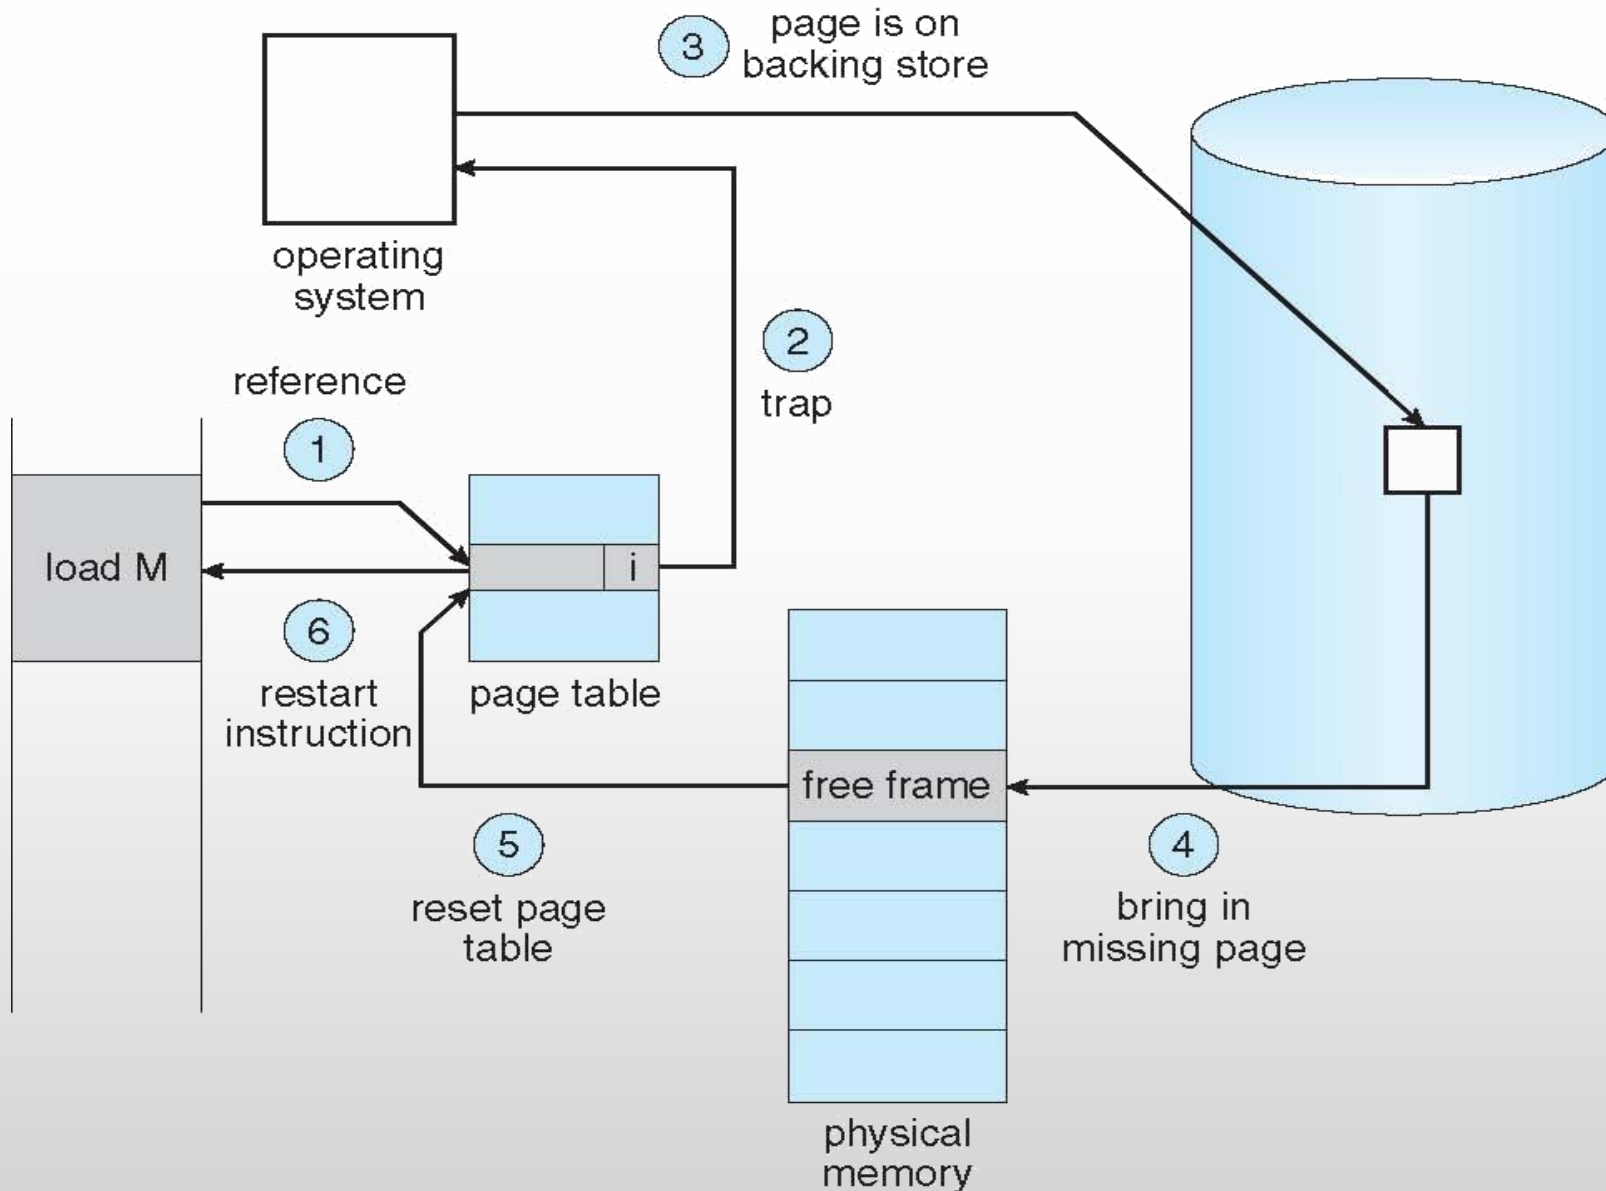 3
page is on
backing store
operating
system
2
trap
reference
1
load M
i
6
restart
instruction
page table
free frame
5
reset page
table
4
bring in
missing page
physical
memory